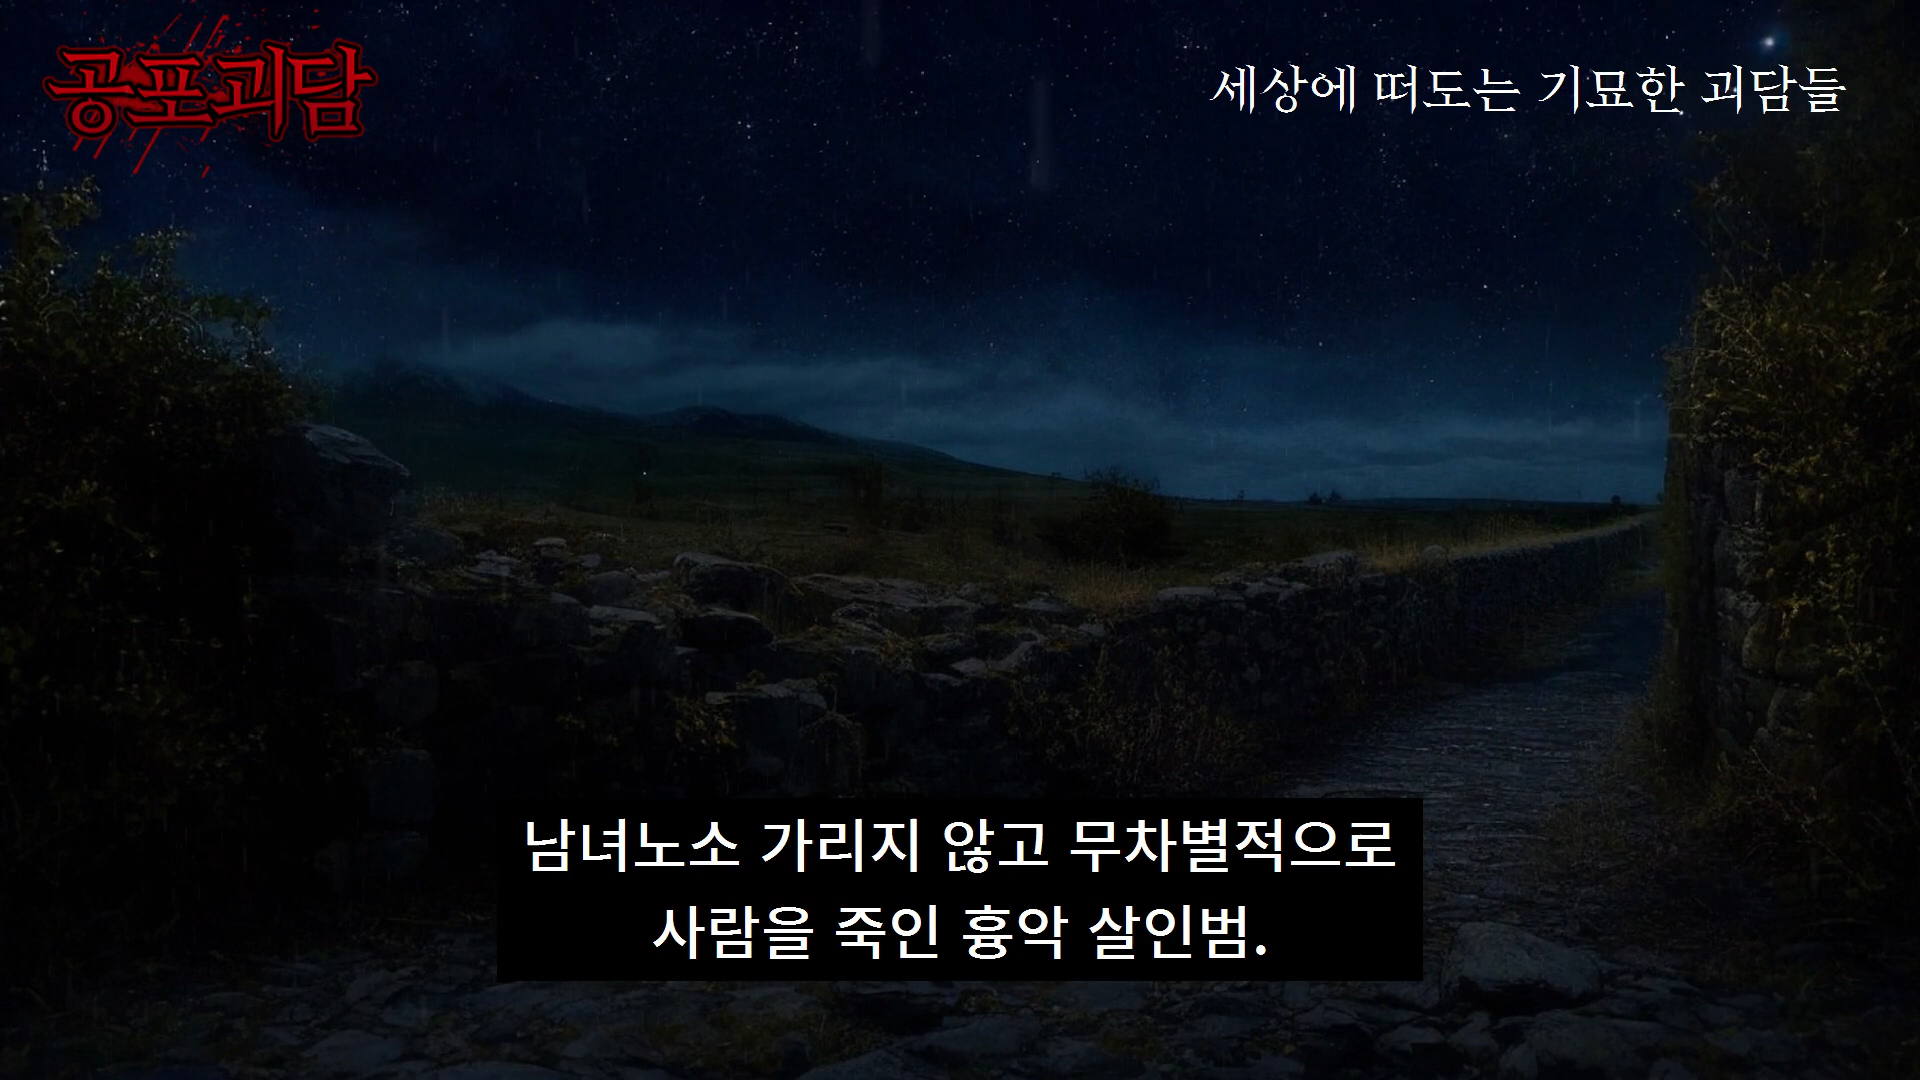 공포괴담
세상에 떠도는 기묘한 괴담들
남녀노소 가리지 않고 무차별적으로
사람을 죽인 흉악 살인범.